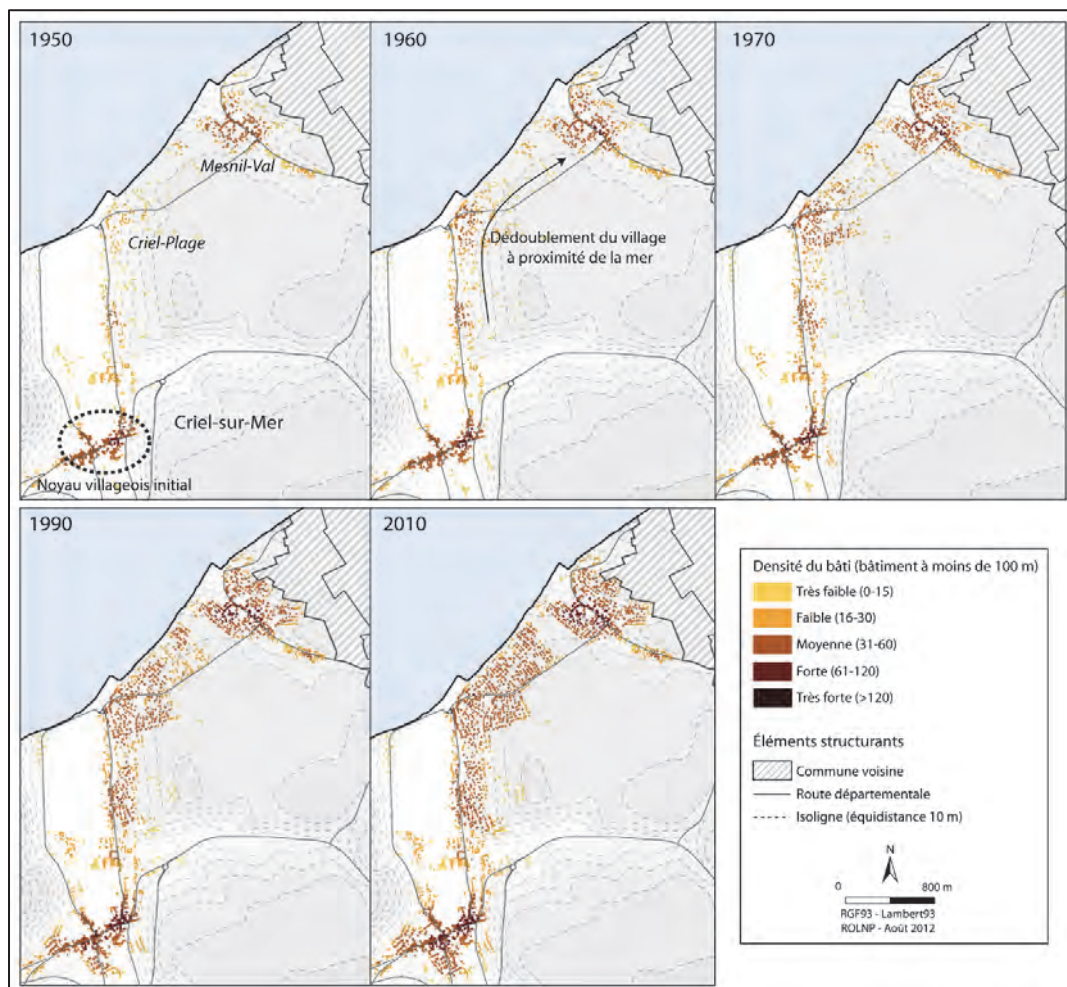 1950
Mesnil-Val
Criel-Plage
Criel-sur-Mer
Noyau villageois initial
1960
Dédoublement du village
à proximité de la mer
1970
1990
2010
Densité du bâti (bâtiment à moins de 100 m)
Très faible (0-15)
Faible (16-30)
Moyenne (31-60)
Forte (61-120)
Très forte (>120)
Éléments structurants
Commune voisine
Route départementale
Isoligne (équidistance 10 m)
N
0 800 m
RGF93 - Lambert93
ROLNP - Août 2012